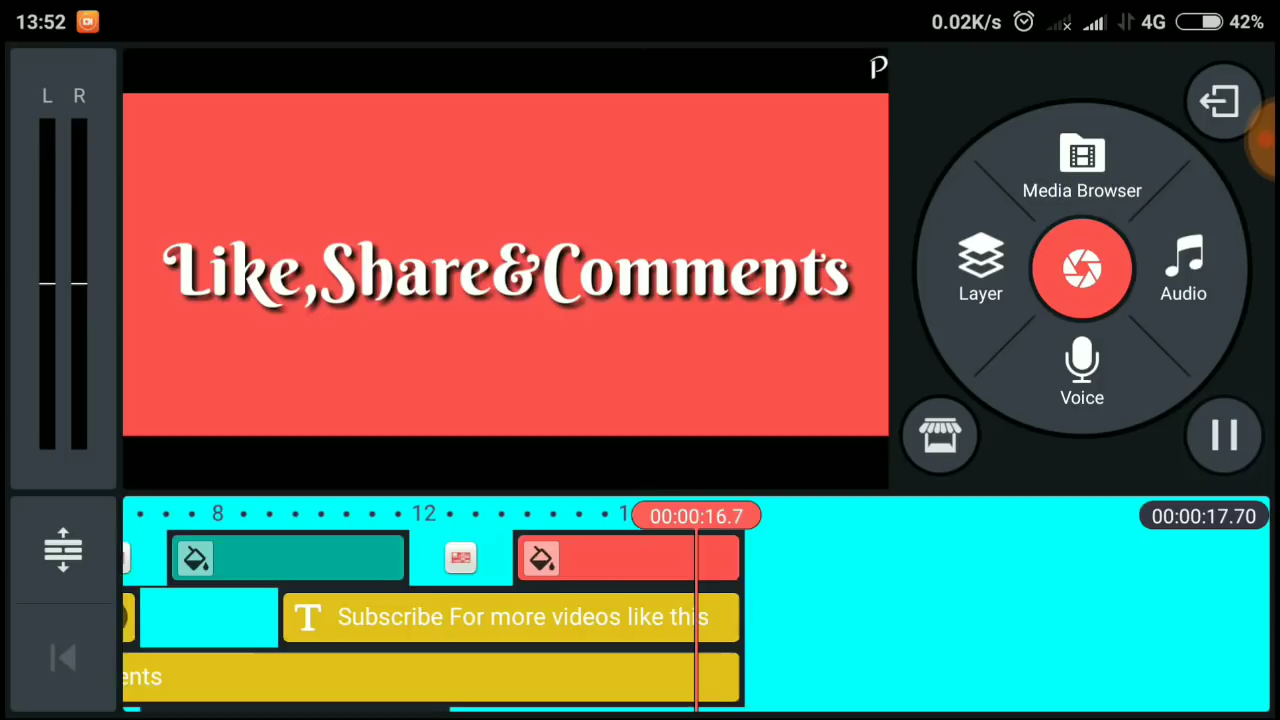 13:52
0.02K/s 4G 42%
L R
P
Like,Share&Comments
Media Browser
Layer
Audio
Voice
8 12 1
00:00:16.7
00:00:17.70
T Subscribe For more videos like this
ents